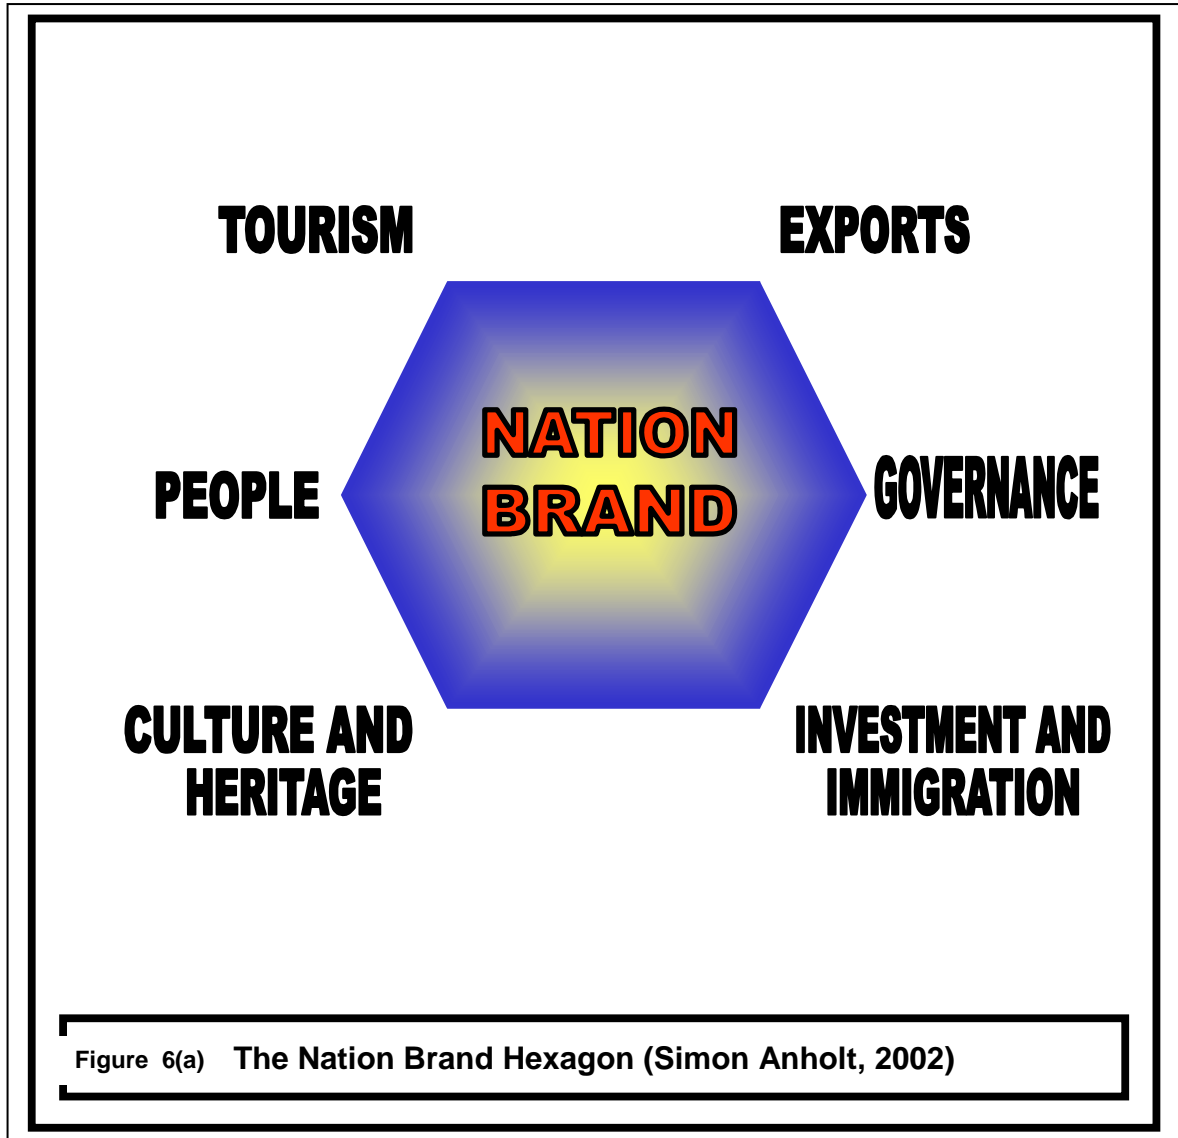 TOURISM
EXPORTS
NATION
BRAND
PEOPLE
GOVERNANCE
CULTURE AND
HERITAGE
INVESTMENT AND
IMMIGRATION
Figure 6(a) The Nation Brand Hexagon (Simon Anholt, 2002)